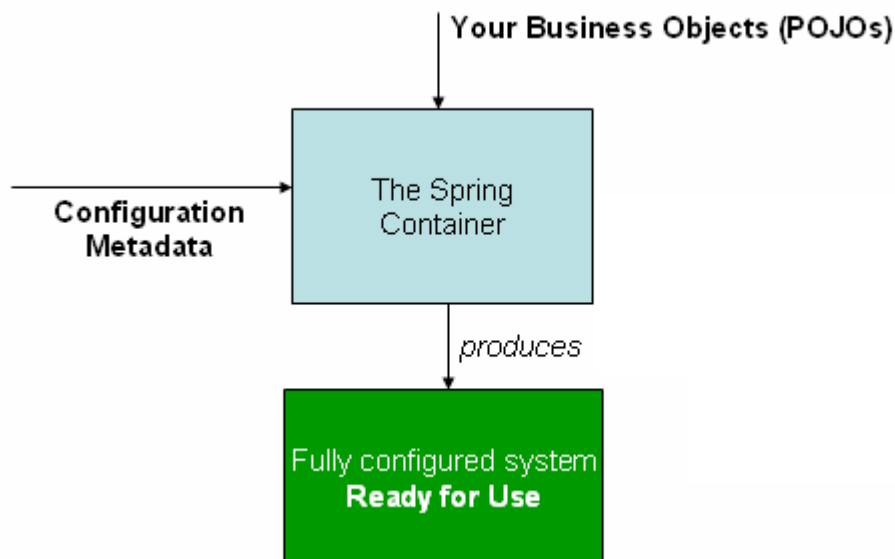 Your Business Objects (POJOs)
The Spring
Container
Configuration
Metadata
produces
Fully configured system
Ready for Use